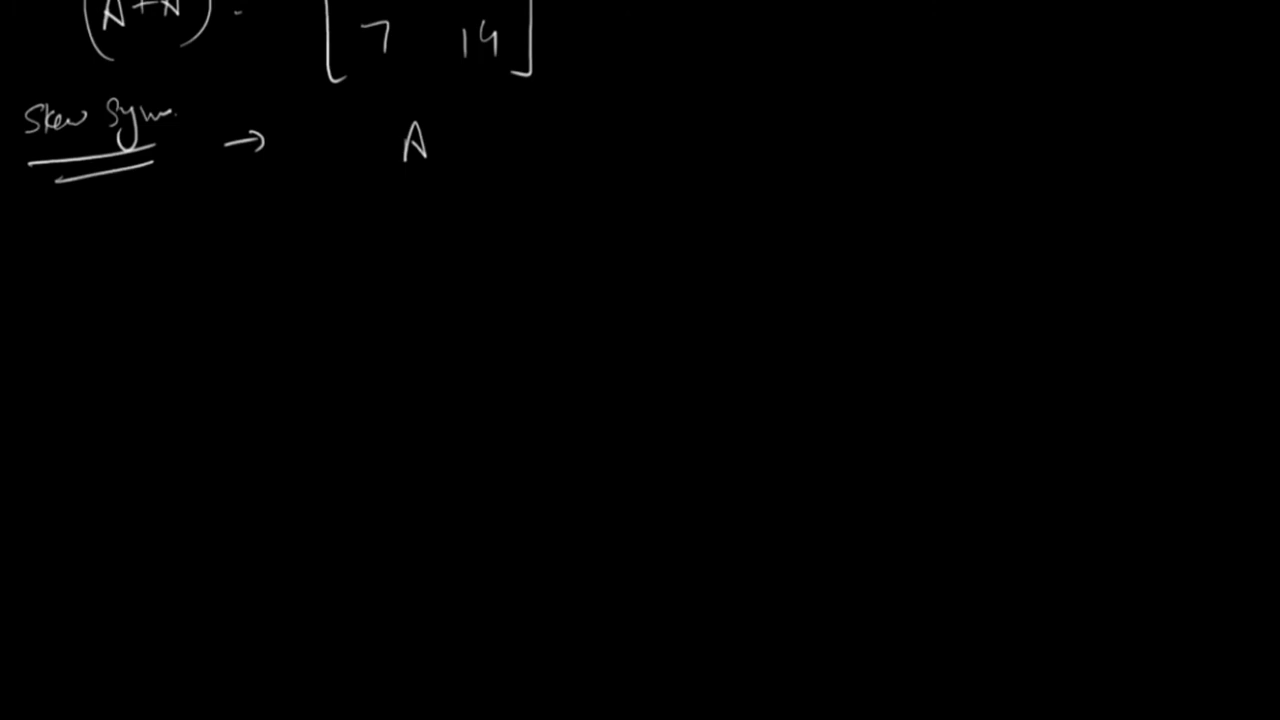 (A + A) = [
7 14 ]
Skew Sym. → A